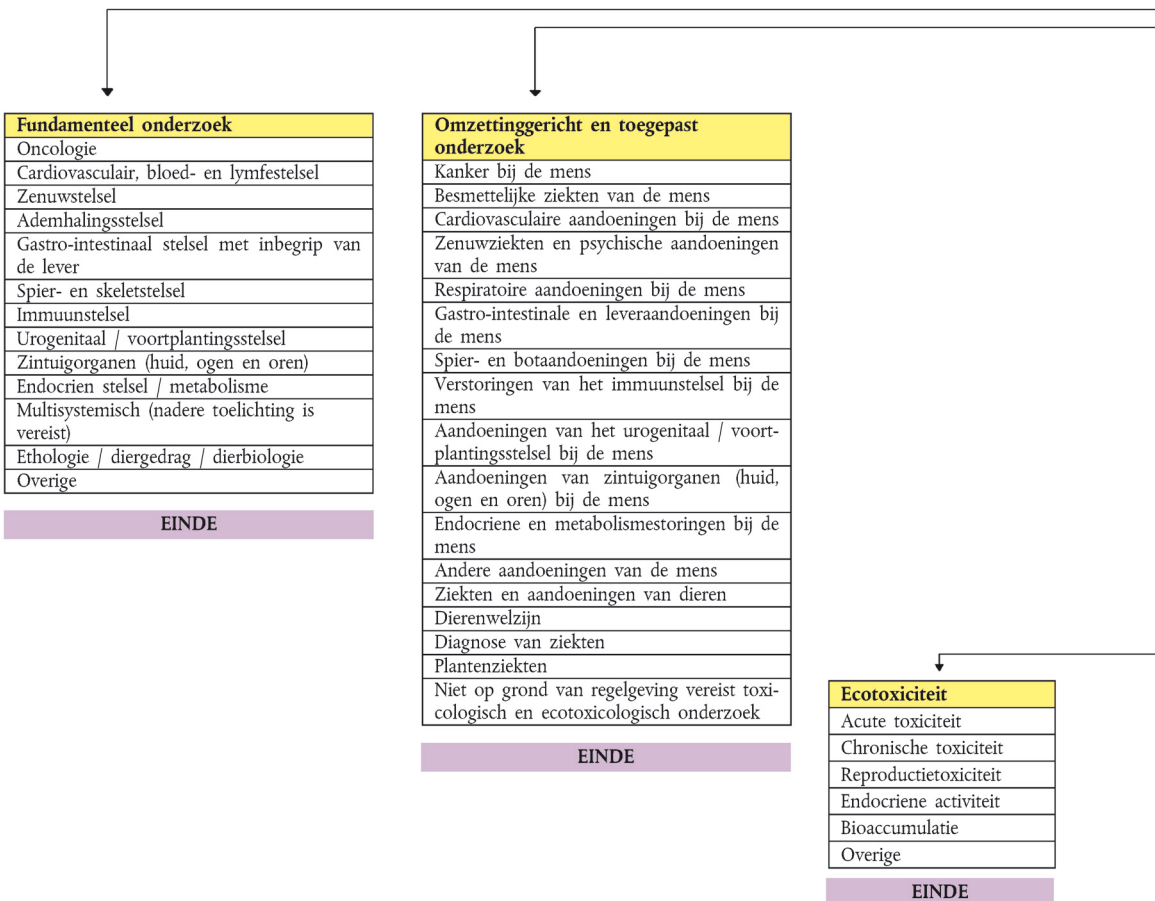 Fundamenteel onderzoek
Oncologie
Cardiovasculair, bloed- en lymfestelsel
Zenuwstelsel
Ademhalingsstelsel
Gastro-intestinaal stelsel met inbegrip van
de lever
Spier- en skeletstelsel
Immuunstelsel
Urogenitaal / voortplantingsstelsel
Zintuigorganen (huid, ogen en oren)
Endocrien stelsel / metabolisme
Multisystemisch (nadere toelichting is
vereist)
Ethologie / diergedrag / dierbiologie
Overige
EINDE
Omzettinggericht en toegepast
onderzoek
Kanker bij de mens
Besmettelijke ziekten van de mens
Cardiovasculaire aandoeningen bij de mens
Zenuwziekten en psychische aandoeningen
van de mens
Respiratoire aandoeningen bij de mens
Gastro-intestinale en leveraandoeningen bij
de mens
Spier- en botaandoeningen bij de mens
Verstoringen van het immuunstelsel bij de
mens
Aandoeningen van het urogenitaal / voort-
plantingsstelsel bij de mens
Aandoeningen van zintuigorganen (huid,
ogen en oren) bij de mens
Endocriene en metabolismestoringen bij de
mens
Andere aandoeningen van de mens
Ziekten en aandoeningen van dieren
Dierenwelzijn
Diagnose van ziekten
Plantenziekten
Niet op grond van regelgeving vereist toxi-
cologisch en ecotoxicologisch onderzoek
EINDE
Ecotoxiciteit
Acute toxiciteit
Chronische toxiciteit
Reproductietoxiciteit
Endocriene activiteit
Bioaccumulatie
Overige
EINDE